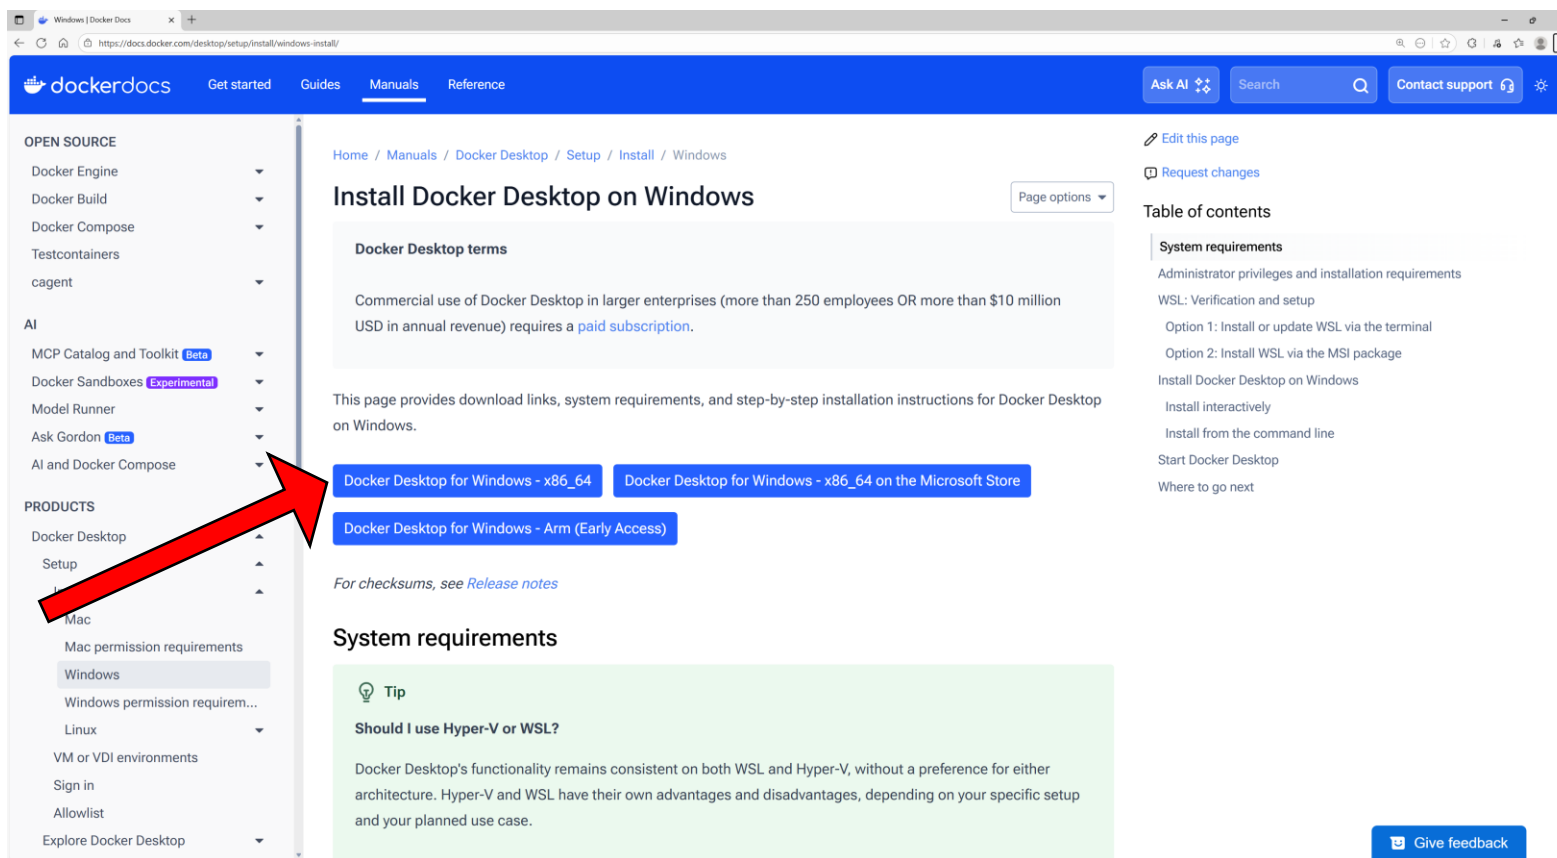 Windows | Docker Docs
https://docs.docker.com/desktop/setup/install/windows-install/
dockerdocs
Get started
Guides
Manuals
Reference
Ask AI
Search
Contact support
OPEN SOURCE
Docker Engine
Docker Build
Docker Compose
Testcontainers
cagent
AI
MCP Catalog and Toolkit Beta
Docker Sandboxes Experimental
Model Runner
Ask Gordon Beta
AI and Docker Compose
PRODUCTS
Docker Desktop
Setup
Mac
Mac permission requirements
Windows
Windows permission requirem...
Linux
VM or VDI environments
Sign in
Allowlist
Explore Docker Desktop
Home / Manuals / Docker Desktop / Setup / Install / Windows
Install Docker Desktop on Windows
Page options
Docker Desktop terms
Commercial use of Docker Desktop in larger enterprises (more than 250 employees OR more than $10 million
USD in annual revenue) requires a paid subscription.
This page provides download links, system requirements, and step-by-step installation instructions for Docker Desktop
on Windows.
Docker Desktop for Windows - x86_64
Docker Desktop for Windows - x86_64 on the Microsoft Store
Docker Desktop for Windows - Arm (Early Access)
For checksums, see Release notes
System requirements
Tip
Should I use Hyper-V or WSL?
Docker Desktop's functionality remains consistent on both WSL and Hyper-V, without a preference for either
architecture. Hyper-V and WSL have their own advantages and disadvantages, depending on your specific setup
and your planned use case.
Edit this page
Request changes
Table of contents
System requirements
Administrator privileges and installation requirements
WSL: Verification and setup
Option 1: Install or update WSL via the terminal
Option 2: Install WSL via the MSI package
Install Docker Desktop on Windows
Install interactively
Install from the command line
Start Docker Desktop
Where to go next
Give feedback